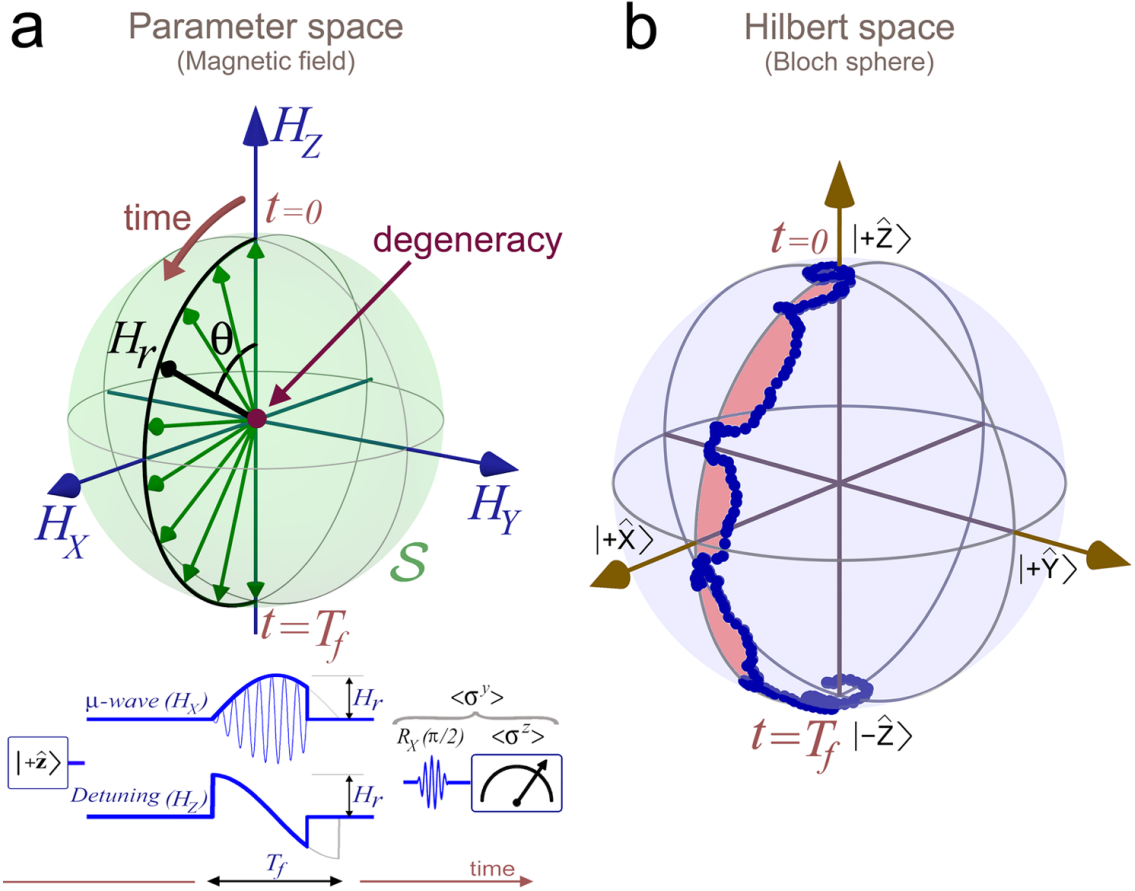 a
Parameter space
(Magnetic field)
H_Z
time
t=0
degeneracy
H_r
θ
H_X
H_Y
S
t=T_f
μ-wave (H_X)
H_r
|+ẑ⟩
Detuning (H_Z)
H_r
T_f
time
<σ^y>
R_X(π/2)
<σ^z>
b
Hilbert space
(Bloch sphere)
t=0
|+Ẑ⟩
|+X̂⟩
|+Ŷ⟩
t=T_f
|−Ẑ⟩